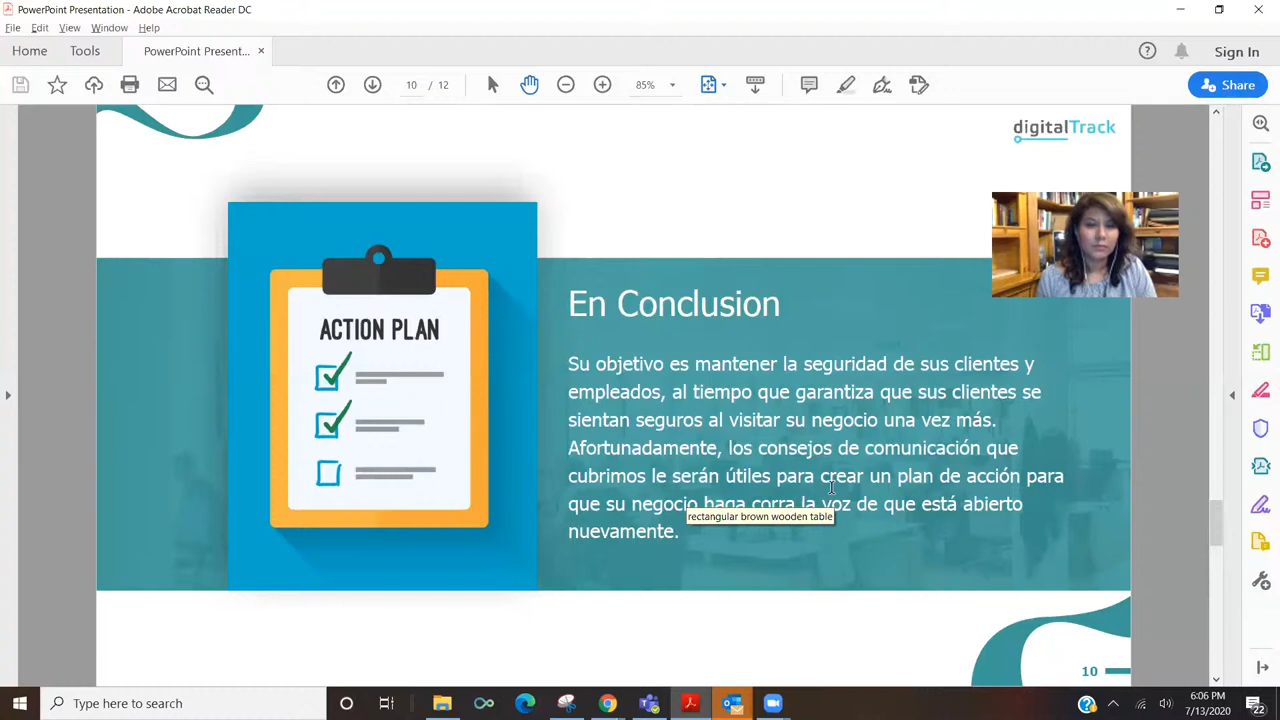 PowerPoint Presentation - Adobe Acrobat Reader DC
File Edit View Window Help
Home Tools PowerPoint Present... × Sign In
10 / 12 85% Share
digitalTrack
ACTION PLAN
En Conclusion
Su objetivo es mantener la seguridad de sus clientes y
empleados, al tiempo que garantiza que sus clientes se
sientan seguros al visitar su negocio una vez más.
Afortunadamente, los consejos de comunicación que
cubrimos le serán útiles para crear un plan de acción para
que su negocio haga corra la voz de que está abierto
rectangular brown wooden table
nuevamente.
10
Type here to search
6:06 PM
7/13/2020
22